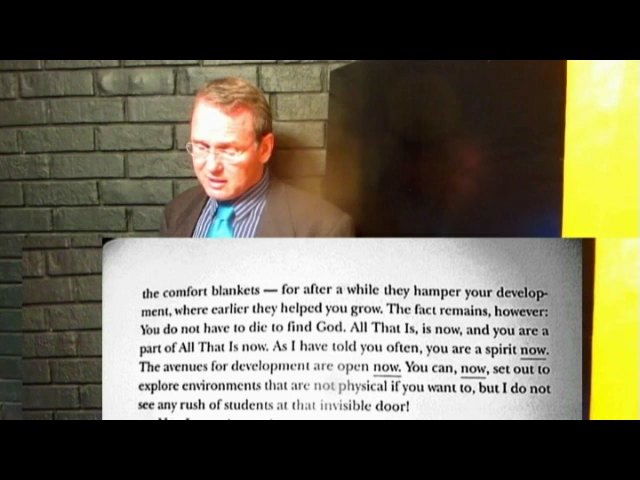 the comfort blankets — for after a while they hamper your develop-
ment, where earlier they helped you grow. The fact remains, however:
You do not have to die to find God. All That Is, is now, and you are a
part of All That Is now. As I have told you often, you are a spirit now.
The avenues for development are open now. You can, now, set out to
explore environments that are not physical if you want to, but I do not
see any rush of students at that invisible door!